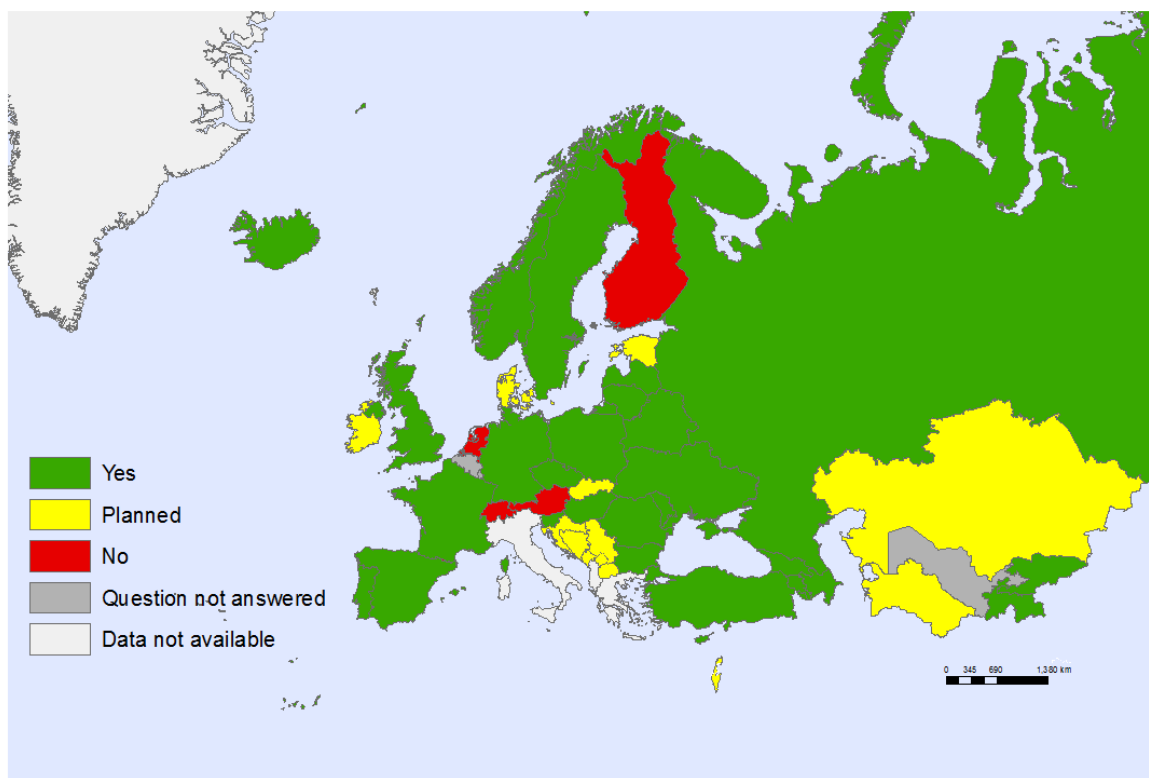 Yes
Planned
No
Question not answered
Data not available
0 345 690 1,380 km